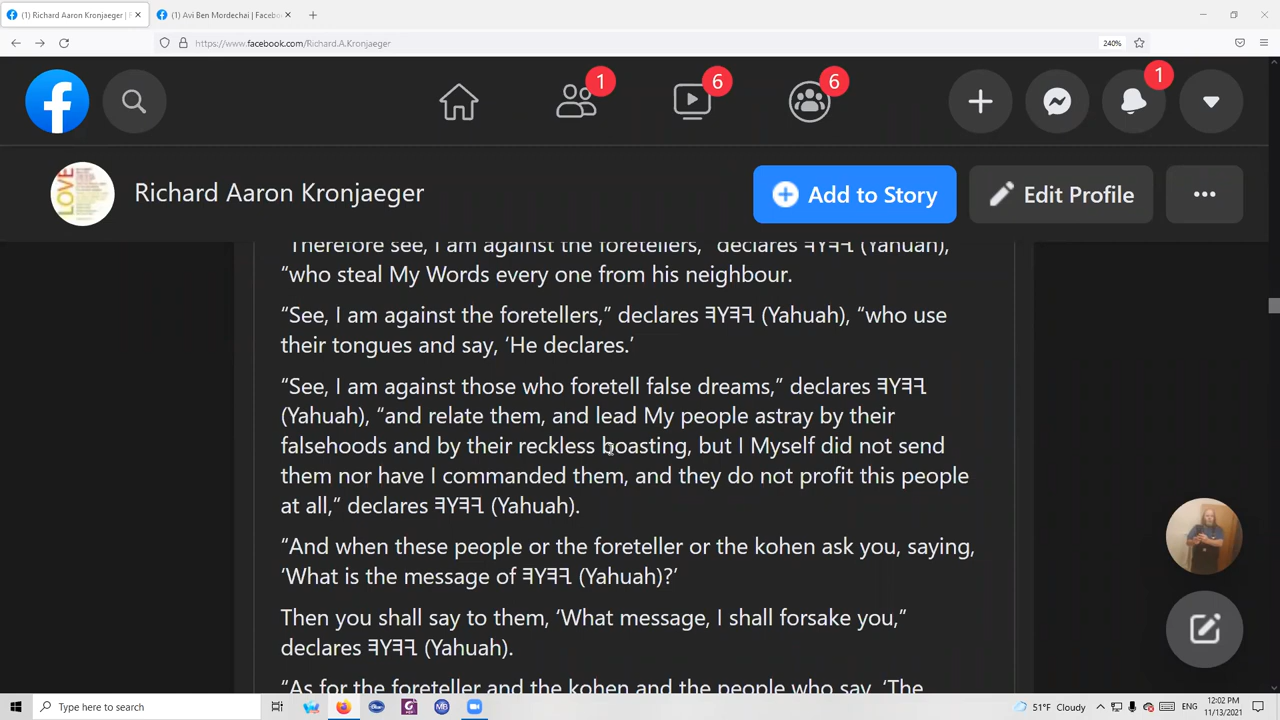 (1) Richard Aaron Kronjaeger | F
(1) Avi Ben Mordechai | Facebo
https://www.facebook.com/Richard.A.Kronjaeger
240%
1
6
6
1
LOVE
Richard Aaron Kronjaeger
Add to Story
Edit Profile
"Therefore see, I am against the foretellers," declares 𐤉𐤄𐤅𐤄 (Yahuah),
“who steal My Words every one from his neighbour.
“See, I am against the foretellers,” declares 𐤉𐤄𐤅𐤄 (Yahuah), “who use
their tongues and say, ‘He declares.’
“See, I am against those who foretell false dreams,” declares 𐤉𐤄𐤅𐤄
(Yahuah), “and relate them, and lead My people astray by their
falsehoods and by their reckless boasting, but I Myself did not send
them nor have I commanded them, and they do not profit this people
at all,” declares 𐤉𐤄𐤅𐤄 (Yahuah).
“And when these people or the foreteller or the kohen ask you, saying,
‘What is the message of 𐤉𐤄𐤅𐤄 (Yahuah)?’
Then you shall say to them, ‘What message, I shall forsake you,”
declares 𐤉𐤄𐤅𐤄 (Yahuah).
“As for the foreteller and the kohen and the people who say, ‘The
Type here to search
51°F Cloudy
12:02 PM
11/13/2021